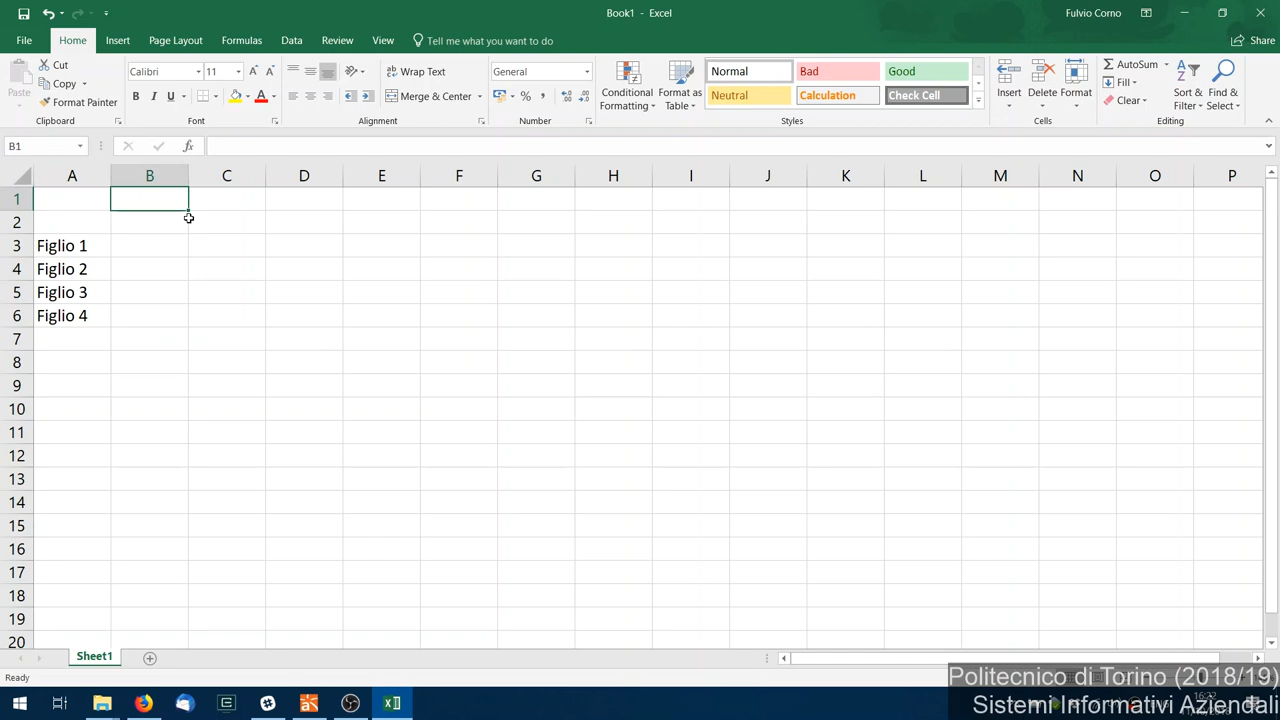 Book1 - Excel
Fulvio Corno
File Home Insert Page Layout Formulas Data Review View Tell me what you want to do Share
Paste
Cut
Copy
Format Painter
Clipboard
Calibri 11
B I U
Font
Wrap Text
Merge & Center
Alignment
General
Number
Conditional Formatting
Format as Table
Normal Bad Good
Neutral Calculation Check Cell
Styles
Insert Delete Format
Cells
AutoSum
Fill
Clear
Sort & Filter
Find & Select
Editing
B1
fx
A B C D E F G H I J K L M N O P
1
2
3 Figlio 1
4 Figlio 2
5 Figlio 3
6 Figlio 4
7
8
9
10
11
12
13
14
15
16
17
18
19
20
Sheet1
Ready
Politecnico di Torino (2018/19)
16:22
Sistemi Informativi Aziendali